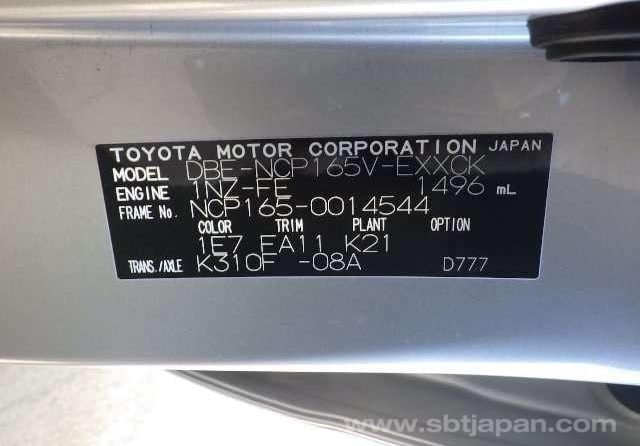 TOYOTA MOTOR CORPORATION JAPAN
MODEL DBE-NCP165V-EXXCK
ENGINE 1NZ-FE 1496 mL
FRAME No. NCP165-0014544
COLOR TRIM PLANT OPTION
1E7 EA11 K21
TRANS./AXLE K310F -08A D777
www.sbtjapan.com